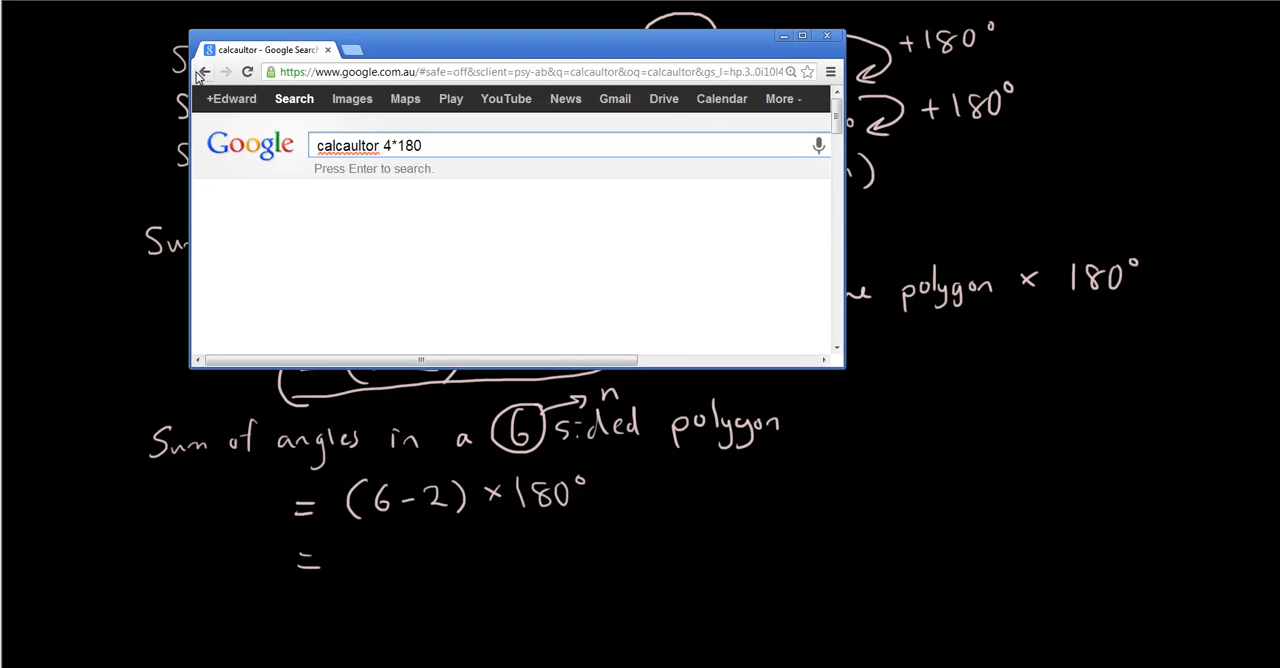 +180°
calcaultor - Google Search
https://www.google.com.au/#safe=off&sclient=psy-ab&q=calcaultor&oq=calcaultor&gs_l=hp.3..0i10l4
+Edward Search Images Maps Play YouTube News Gmail Drive Calendar More
+180°
Google calcaultor 4*180
Press Enter to search.
)
Su
polygon × 180°
n
Sum of angles in a 6 sided polygon
= (6-2) × 180°
=